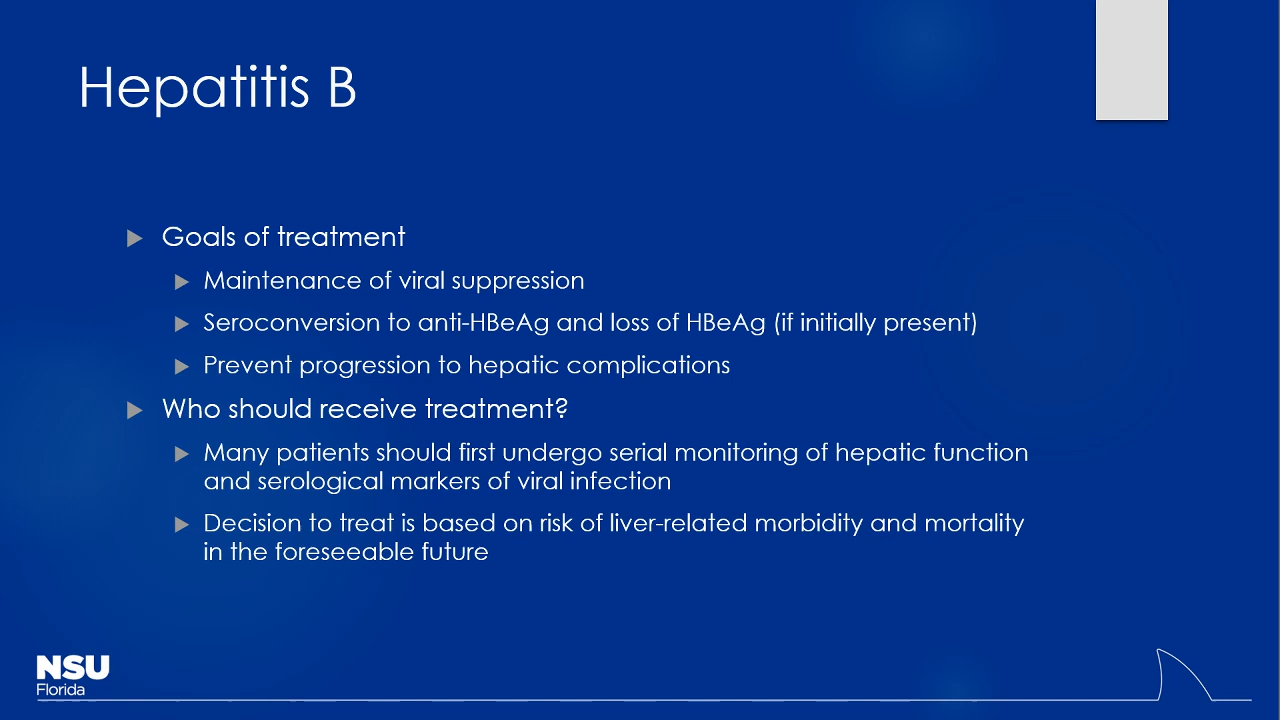 Hepatitis B
Goals of treatment
Maintenance of viral suppression
Seroconversion to anti-HBeAg and loss of HBeAg (if initially present)
Prevent progression to hepatic complications
Who should receive treatment?
Many patients should first undergo serial monitoring of hepatic function
and serological markers of viral infection
Decision to treat is based on risk of liver-related morbidity and mortality
in the foreseeable future
NSU
Florida